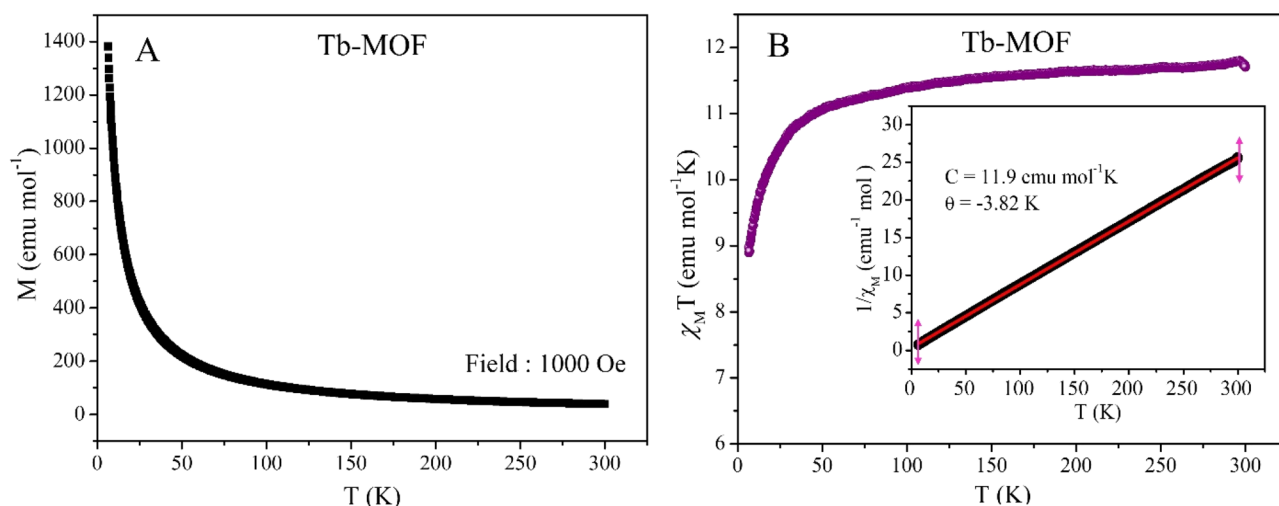 A
Tb-MOF
M (emu mol⁻¹)
1400
1200
1000
800
600
400
200
0
Field : 1000 Oe
0 50 100 150 200 250 300
T (K)
B
Tb-MOF
χ_M T (emu mol⁻¹K)
12
11
10
9
8
7
6
1/χ_M (emu⁻¹ mol)
30
25
20
15
10
5
0
C = 11.9 emu mol⁻¹K
θ = -3.82 K
0 50 100 150 200 250 300
T (K)
0 50 100 150 200 250 300
T (K)